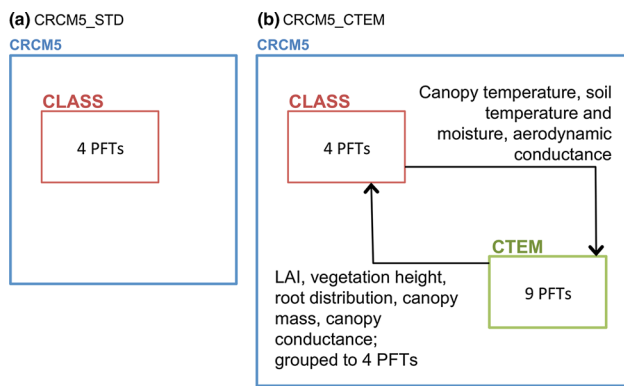 (a) CRCM5_STD
CRCM5
CLASS
4 PFTs
(b) CRCM5_CTEM
CRCM5
CLASS
4 PFTs
Canopy temperature, soil
temperature and
moisture, aerodynamic
conductance
CTEM
9 PFTs
LAI, vegetation height,
root distribution, canopy
mass, canopy
conductance;
grouped to 4 PFTs